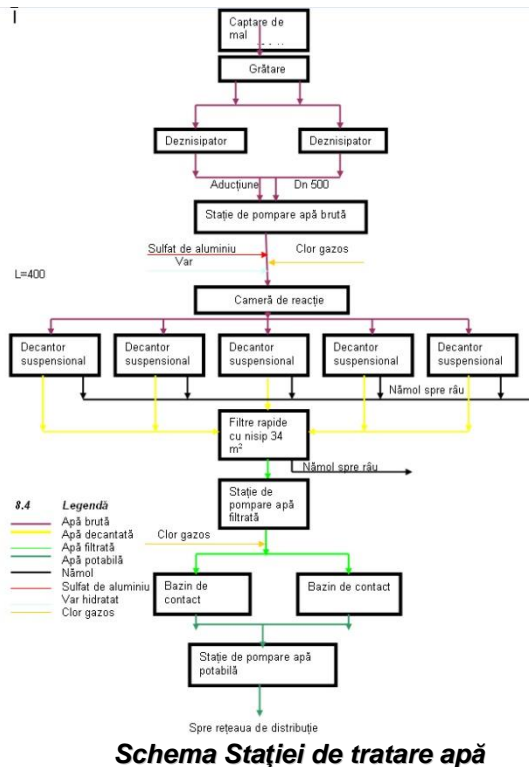 Captare de
mal
Grătare
Deznisipator
Deznisipator
Aducțiune
Dn 500
Stație de pompare apă brută
Sulfat de aluminiu
Clor gazos
Var
L=400
Cameră de reacție
Decantor
suspensional
Decantor
suspensional
Decantor
suspensional
Decantor
suspensional
Decantor
suspensional
Nămol spre râu
Filtre rapide
cu nisip 34
m²
Nămol spre râu
Stație de
pompare apă
filtrată
8.4 Legendă
Apă brută
Apă decantată
Apă filtrată
Apă potabilă
Nămol
Sulfat de aluminiu
Var hidratat
Clor gazos
Clor gazos
Bazin de
contact
Bazin de contact
Stație de pompare apă
potabilă
Spre rețeaua de distribuție
Schema Staţiei de tratare apă